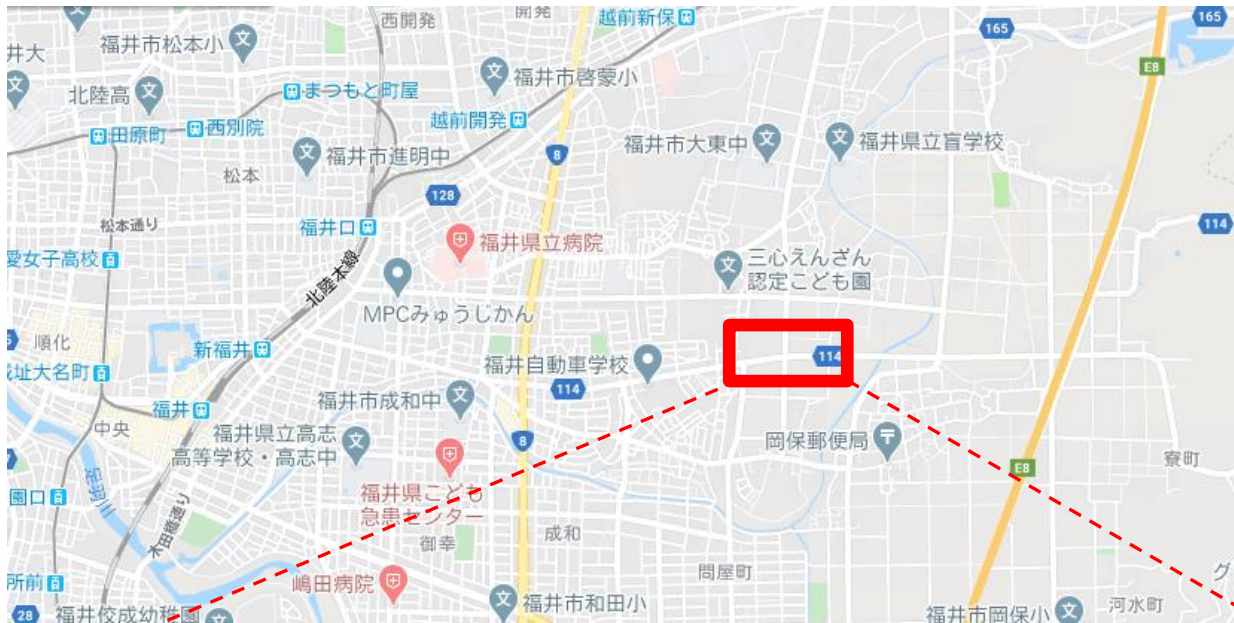 西開発
開発
越前新保
165
165
福井市松本小
井大
福井市啓蒙小
E8
北陸高
まつもと町屋
田原町
西別院
越前開発
福井市進明中
8
福井市大東中
福井県立盲学校
松本
128
松本通り
福井口
福井県立病院
114
愛女子高校
北陸本線
三心えんざん
認定こども園
MPCみゅうじかん
順化
新福井
福井自動車学校
114
址大名町
114
福井
福井市成和中
中央
福井県立高志
高等学校・高志中
8
岡保郵便局
寮町
E8
足羽川
園口
木田橋通り
福井県こども
急患センター
成和
御幸
所前
嶋田病院
問屋町
グ
28
福井佼成幼稚園
福井市和田小
福井市岡保小
河水町